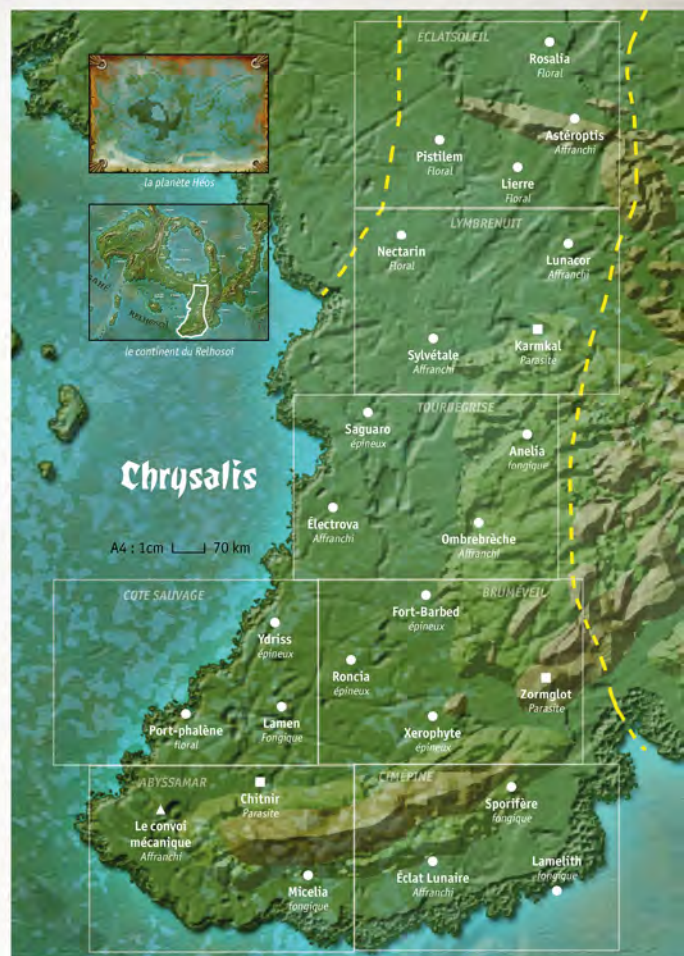 ÉCLATSOLEIL
Rosalia
Floral
Astéroptis
Affranchi
Pistilem
Floral
Lierre
Floral
la planète Héos
LYMBRENUIT
Nectarin
Floral
Lunacor
Affranchi
Karmkal
Parasite
Sylvétale
Affranchi
le continent du Relhosoï
TOURBEGRISE
Saguaro
épineux
Anelia
fongique
Chrysalis
Électrova
Affranchi
Ombrebrèche
Affranchi
A4 : 1cm 70 km
COTE SAUVAGE
BRUMÉVEIL
Fort-Barbed
épineux
Ydriss
épineux
Roncia
épineux
Zormglot
Parasite
Port-phalène
floral
Lamen
Fongique
Xerophyte
épineux
ABYSSAMAR
CIMEPINE
Chitnir
Parasite
Sporifère
fongique
Le convoi
mécanique
Affranchi
Micelia
fongique
Éclat Lunaire
Affranchi
Lamelith
fongique